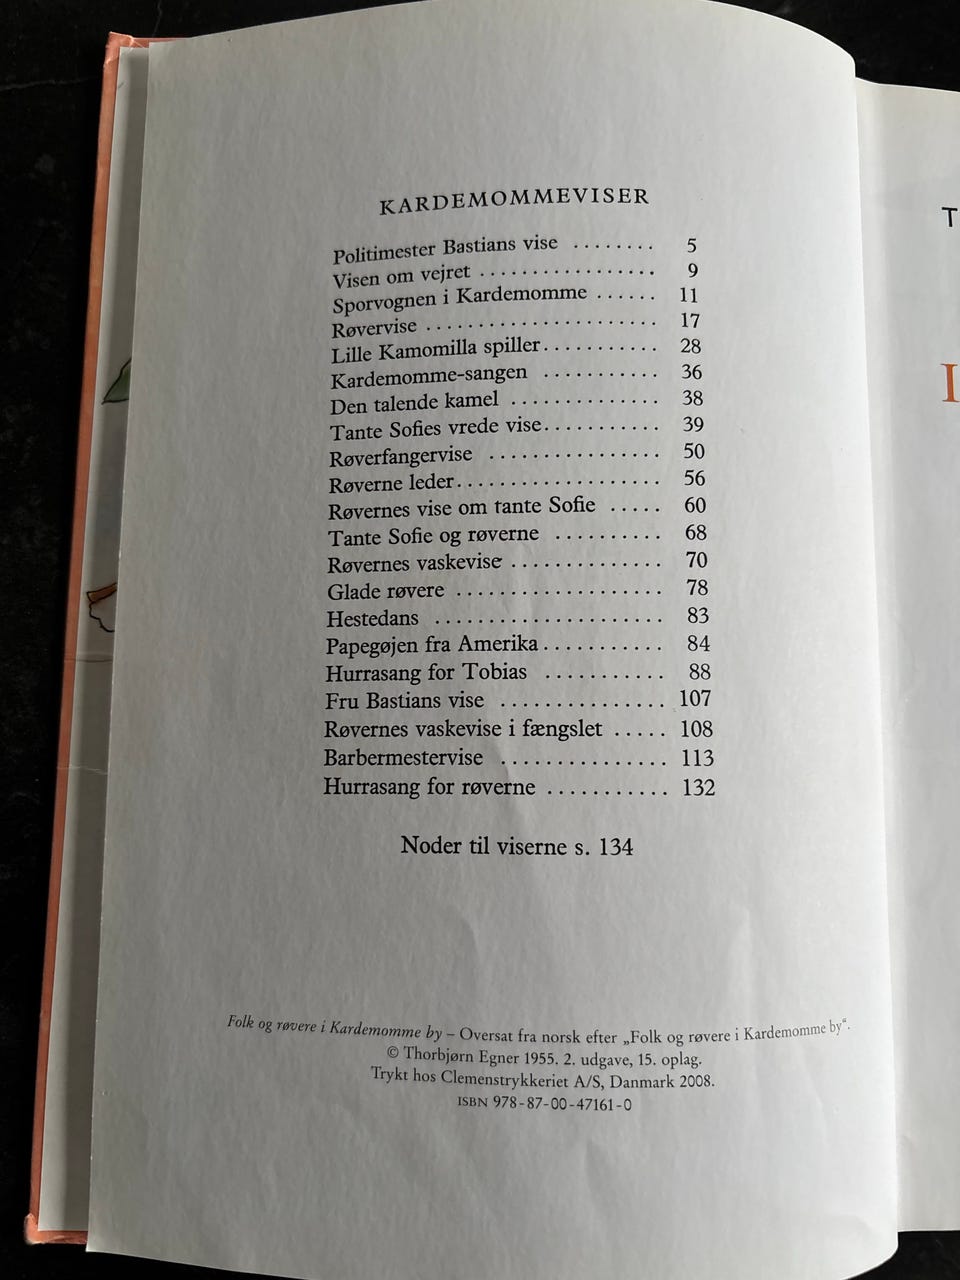 KARDEMOMMEVISER
Politimester Bastians vise ........ 5
Visen om vejret ................. 9
Sporvognen i Kardemomme ...... 11
Røvervise ...................... 17
Lille Kamomilla spiller........... 28
Kardemomme-sangen ........... 36
Den talende kamel .............. 38
Tante Sofies vrede vise........... 39
Røverfangervise ................ 50
Røverne leder.................... 56
Røvernes vise om tante Sofie ..... 60
Tante Sofie og røverne .......... 68
Røvernes vaskevise .............. 70
Glade røvere ................... 78
Hestedans ..................... 83
Papegøjen fra Amerika........... 84
Hurrasang for Tobias ........... 88
Fru Bastians vise ............... 107
Røvernes vaskevise i fængslet ..... 108
Barbermestervise ............... 113
Hurrasang for røverne ........... 132
Noder til viserne s. 134
Folk og røvere i Kardemomme by – Oversat fra norsk efter „Folk og røvere i Kardemomme by“.
© Thorbjørn Egner 1955. 2. udgave, 15. oplag.
Trykt hos Clemenstrykkeriet A/S, Danmark 2008.
ISBN 978-87-00-47161-0
T
I